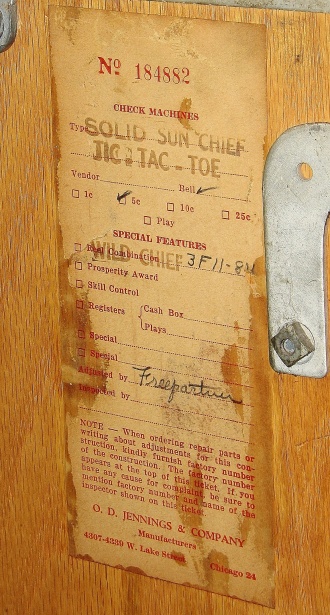 Nº 184882
CHECK MACHINES
Type SOLID SUN CHIEF
TIC-TAC-TOE
Vendor Bell ✓
1c ✓ 5c 10c 25c
Play
SPECIAL FEATURES
Reel Combination WILD CHIEF 3F11-84
Prosperity Award
Skill Control
Registers { Cash Box
Plays
Special
Special
Adjusted by
Inspected by
NOTE — When ordering repair parts or
writing about adjustments for this con-
struction, kindly furnish factory number
of the construction. The factory number
appears at the top of this ticket. If you
have any cause for complaint, be sure to
mention factory number and name of the
inspector shown on this ticket.
O. D. JENNINGS & COMPANY
Manufacturers
4307-4339 W. Lake Street Chicago 24